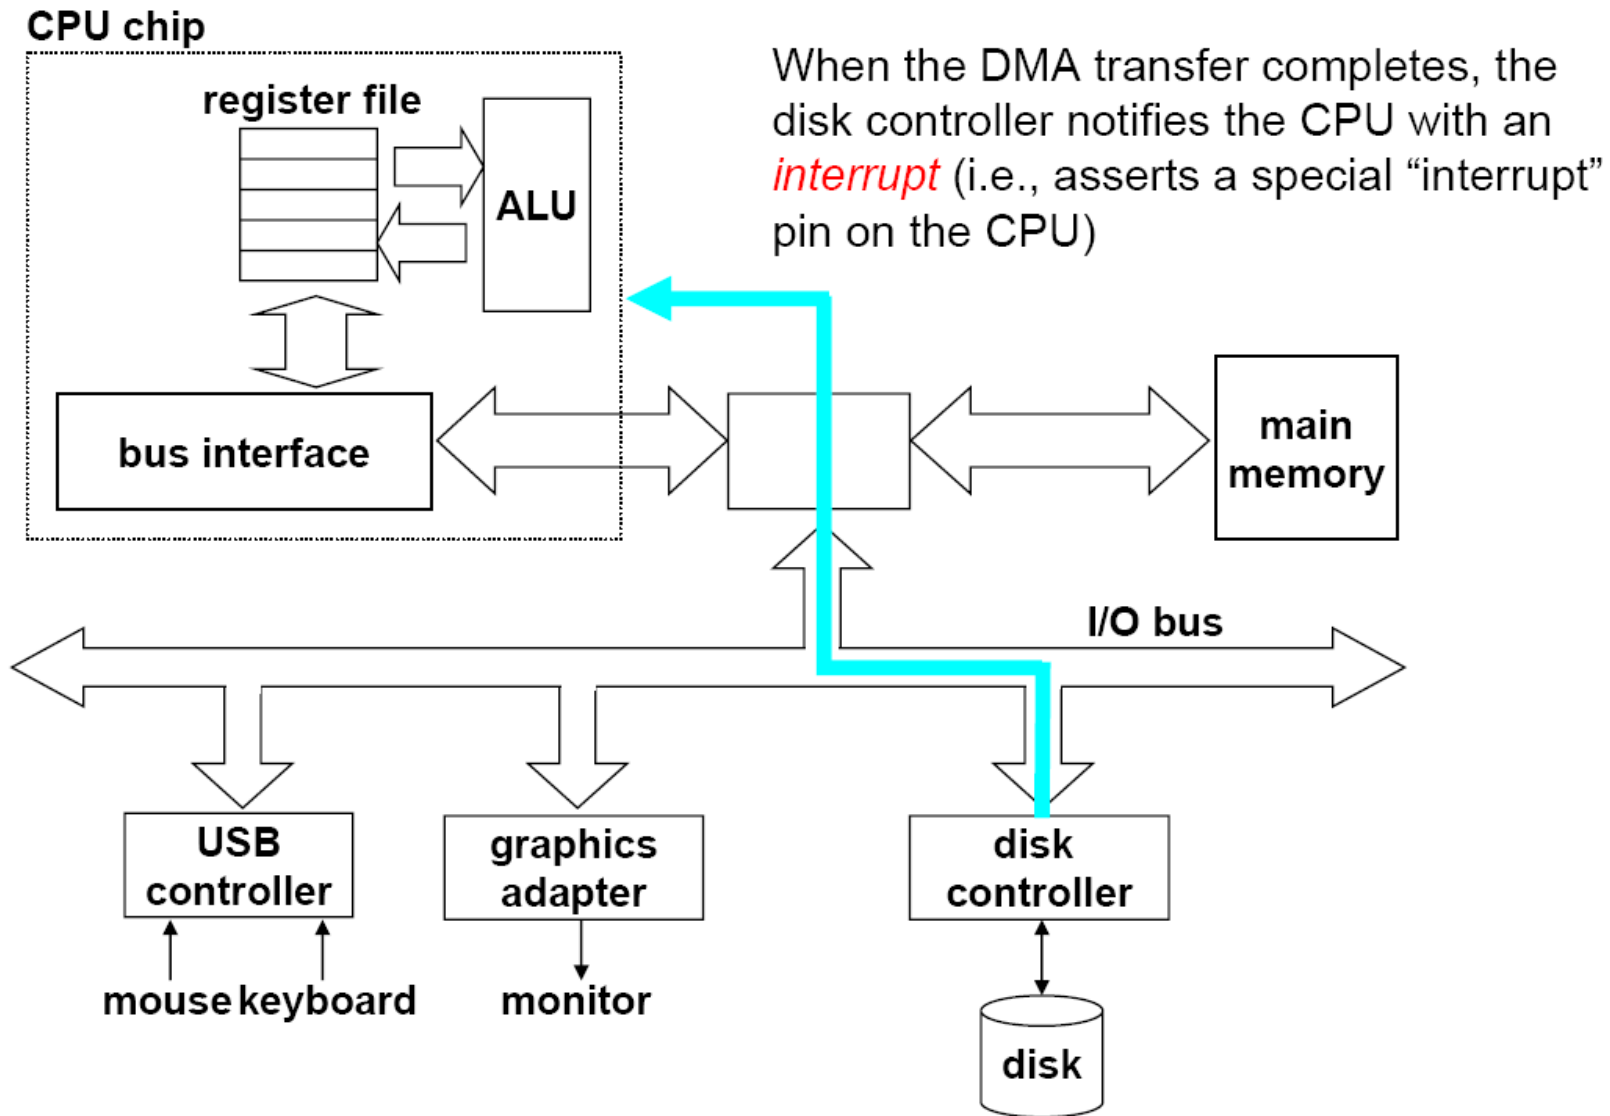 CPU chip
register file
ALU
When the DMA transfer completes, the
disk controller notifies the CPU with an
interrupt (i.e., asserts a special “interrupt”
pin on the CPU)
bus interface
main
memory
I/O bus
USB
controller
graphics
adapter
disk
controller
mouse keyboard
monitor
disk